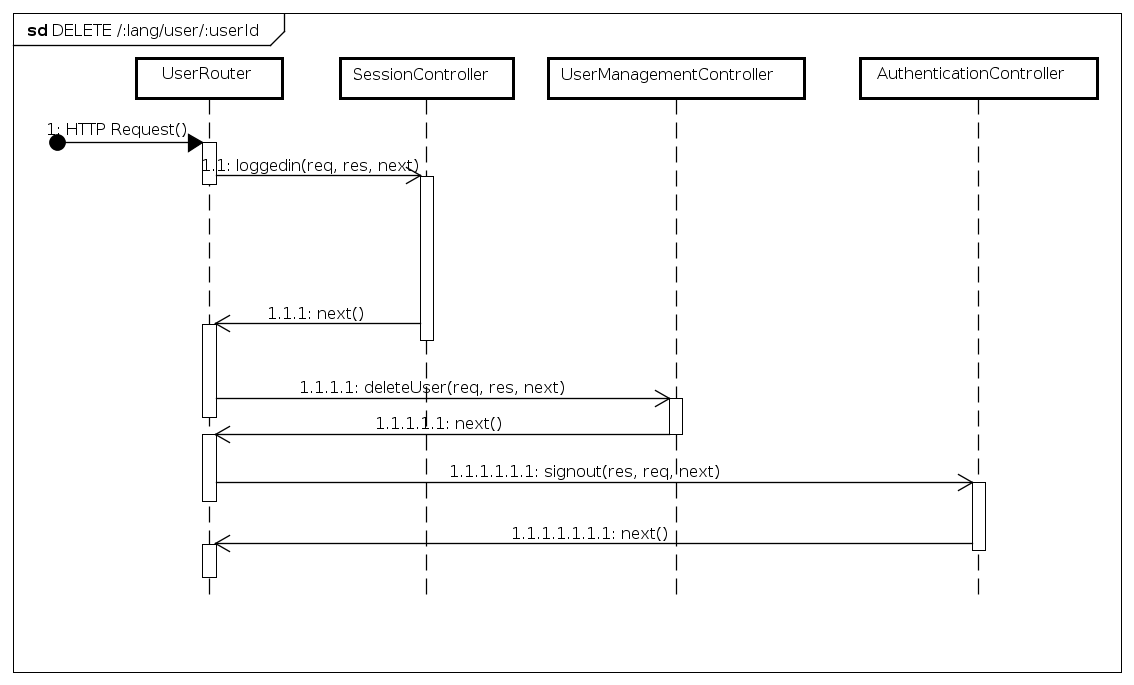 sd DELETE /:lang/user/:userId
UserRouter
SessionController
UserManagementController
AuthenticationController
1: HTTP Request()
1.1: loggedin(req, res, next)
1.1.1: next()
1.1.1.1: deleteUser(req, res, next)
1.1.1.1.1: next()
1.1.1.1.1.1: signout(res, req, next)
1.1.1.1.1.1.1: next()